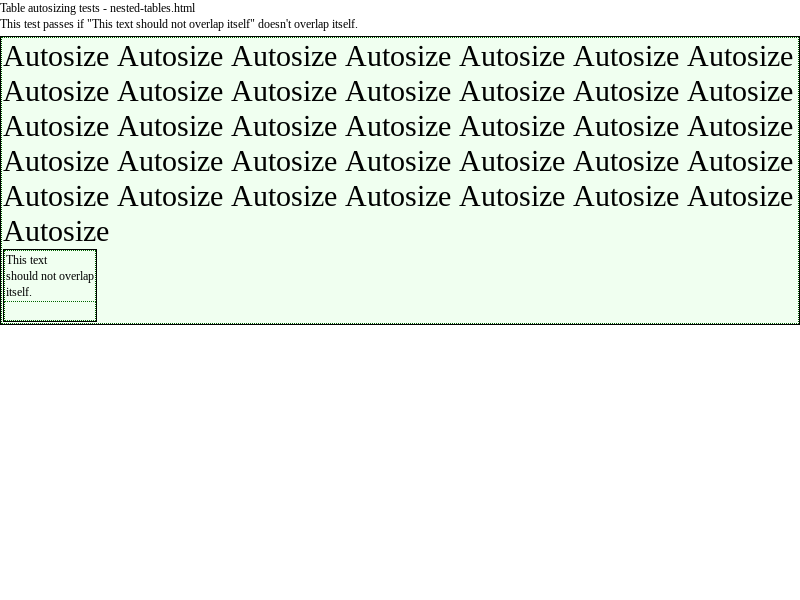 Table autosizing tests - nested-tables.html
This test passes if "This text should not overlap itself" doesn't overlap itself.
Autosize Autosize Autosize Autosize Autosize Autosize Autosize
Autosize Autosize Autosize Autosize Autosize Autosize Autosize
Autosize Autosize Autosize Autosize Autosize Autosize Autosize
Autosize Autosize Autosize Autosize Autosize Autosize Autosize
Autosize Autosize Autosize Autosize Autosize Autosize Autosize
Autosize
This text
should not overlap
itself.